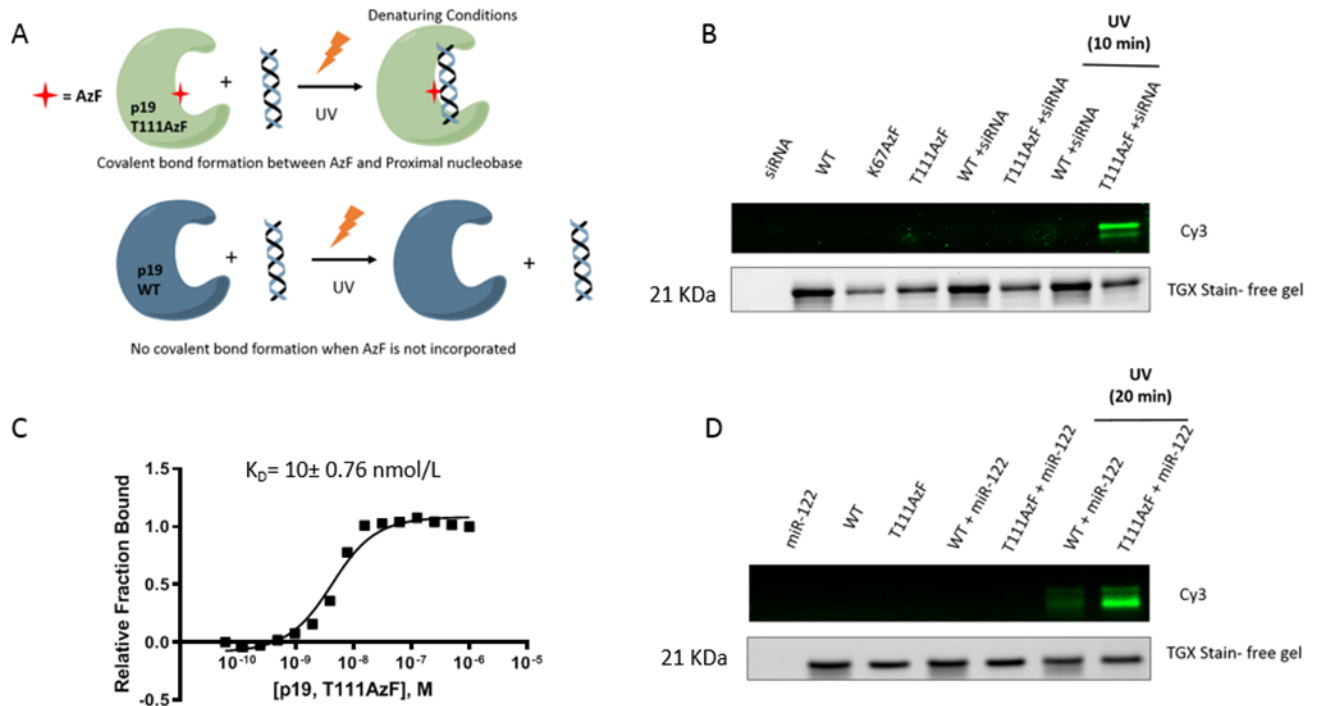 A
Denaturing Conditions
= AzF
p19
T111AzF
+
UV
Covalent bond formation between AzF and Proximal nucleobase
p19
WT
+
UV
+
No covalent bond formation when AzF is not incorporated
B
UV
(10 min)
siRNA
WT
K67AzF
T111AzF
WT +siRNA
T111AzF +siRNA
WT +siRNA
T111AzF+siRNA
Cy3
21 KDa
TGX Stain- free gel
C
K_D= 10± 0.76 nmol/L
Relative Fraction Bound
1.5
1.0
0.5
0.0
-0.5
10^-10
10^-9
10^-8
10^-7
10^-6
10^-5
[p19, T111AzF], M
D
UV
(20 min)
miR-122
WT
T111AzF
WT + miR-122
T111AzF + miR-122
WT + miR-122
T111AzF + miR-122
Cy3
21 KDa
TGX Stain- free gel